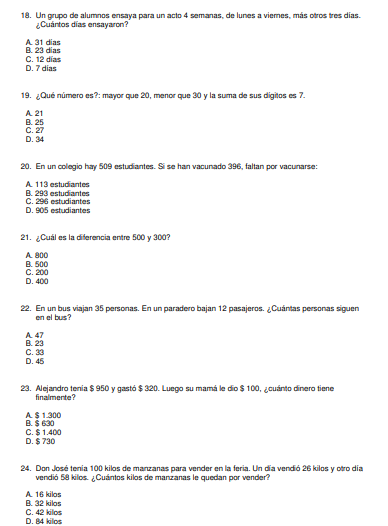 18. Un grupo de alumnos ensaya para un acto 4 semanas, de lunes a viernes, más otros tres días.
¿Cuántos días ensayaron?
A. 31 días
B. 23 días
C. 12 días
D. 7 días
19. ¿Qué número es?: mayor que 20, menor que 30 y la suma de sus dígitos es 7.
A. 21
B. 25
C. 27
D. 34
20. En un colegio hay 509 estudiantes. Si se han vacunado 396, faltan por vacunarse:
A. 113 estudiantes
B. 293 estudiantes
C. 296 estudiantes
D. 905 estudiantes
21. ¿Cuál es la diferencia entre 500 y 300?
A. 800
B. 500
C. 200
D. 400
22. En un bus viajan 35 personas. En un paradero bajan 12 pasajeros. ¿Cuántas personas siguen
en el bus?
A. 47
B. 23
C. 33
D. 45
23. Alejandro tenía $ 950 y gastó $ 320. Luego su mamá le dio $ 100, ¿cuánto dinero tiene
finalmente?
A. $ 1.300
B. $ 630
C. $ 1.400
D. $ 730
24. Don José tenía 100 kilos de manzanas para vender en la feria. Un día vendió 26 kilos y otro día
vendió 58 kilos. ¿Cuántos kilos de manzanas le quedan por vender?
A. 16 kilos
B. 32 kilos
C. 42 kilos
D. 84 kilos